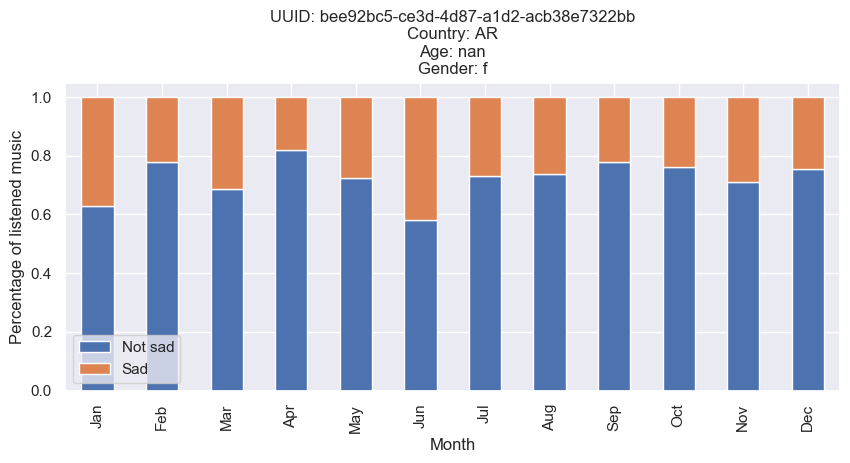 UUID: bee92bc5-ce3d-4d87-a1d2-acb38e7322bb
Country: AR
Age: nan
Gender: f
Percentage of listened music
1.0
0.8
0.6
0.4
0.2
0.0
Not sad
Sad
Jan
Feb
Mar
Apr
May
Jun
Jul
Aug
Sep
Oct
Nov
Dec
Month